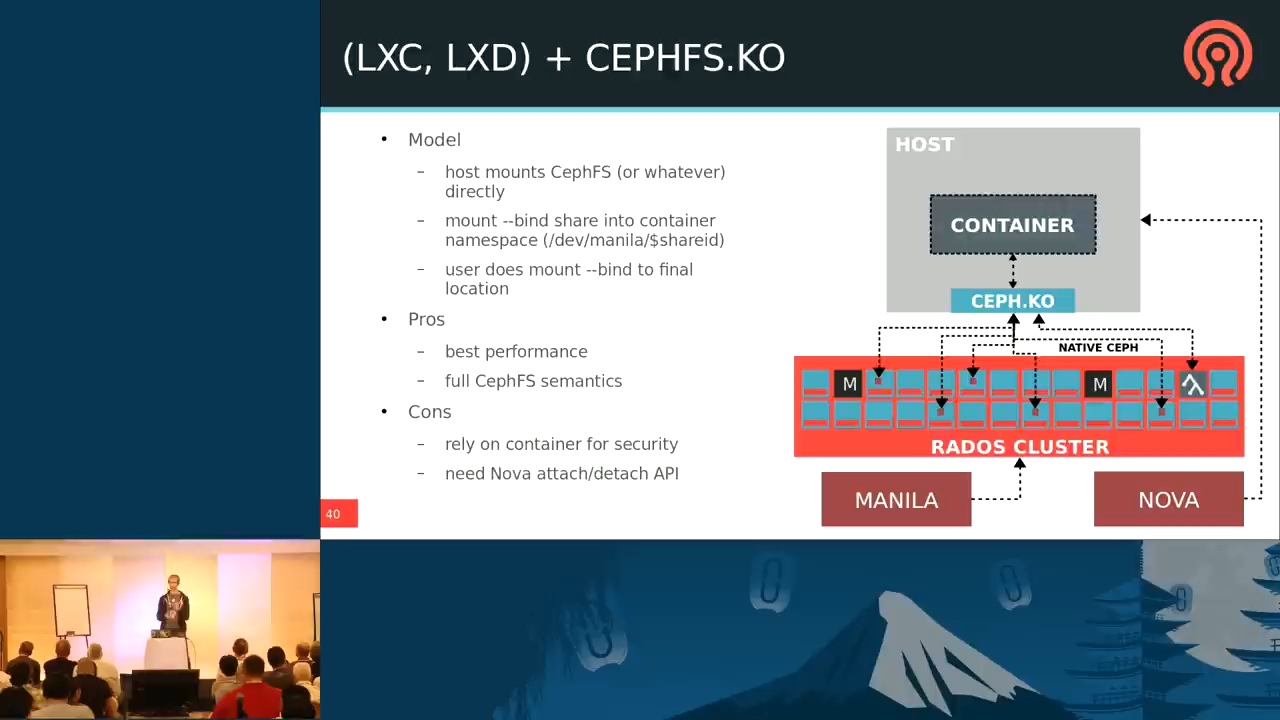 (LXC, LXD) + CEPHFS.KO
• Model
– host mounts CephFS (or whatever)
directly
– mount --bind share into container
namespace (/dev/manila/$shareid)
– user does mount --bind to final
location
• Pros
– best performance
– full CephFS semantics
• Cons
– rely on container for security
– need Nova attach/detach API
40
HOST
CONTAINER
CEPH.KO
NATIVE CEPH
M
M
RADOS CLUSTER
MANILA
NOVA